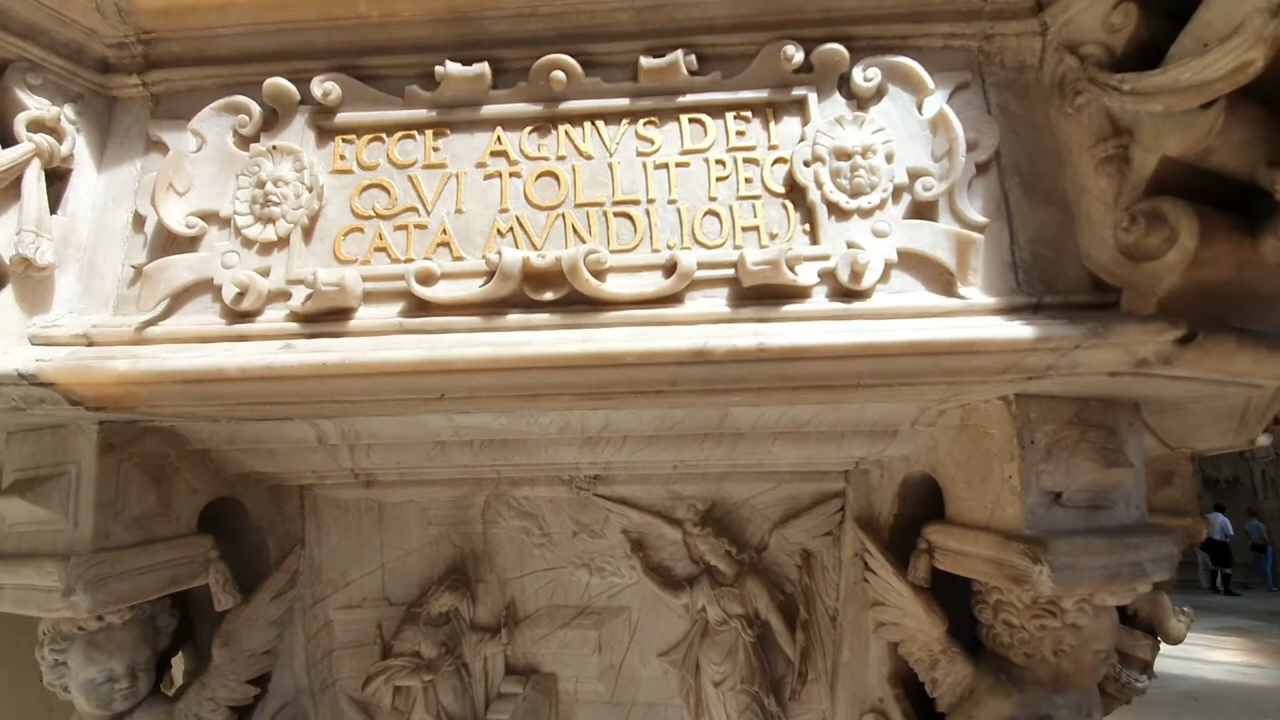 ECCE AGNVS DEI
QVI TOLLIT PEC
CATA MVNDI.IOH.).